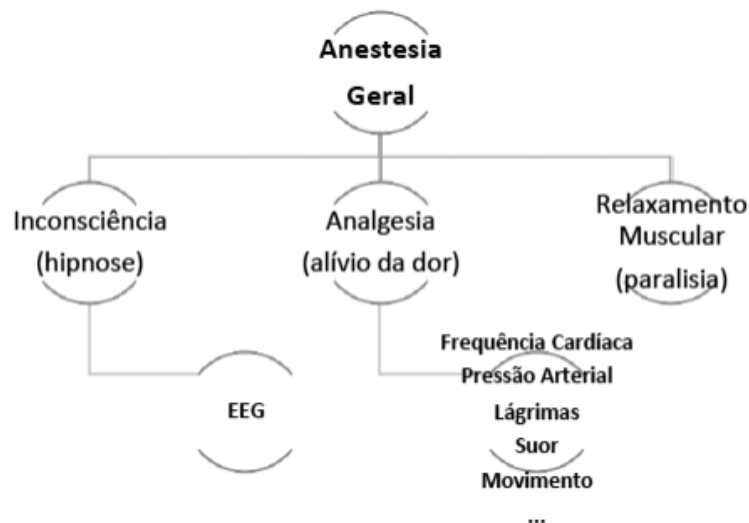 Anestesia
Geral
Inconsciência
(hipnose)
Analgesia
(alívio da dor)
Relaxamento
Muscular
(paralisia)
EEG
Frequência Cardíaca
Pressão Arterial
Lágrimas
Suor
Movimento
...